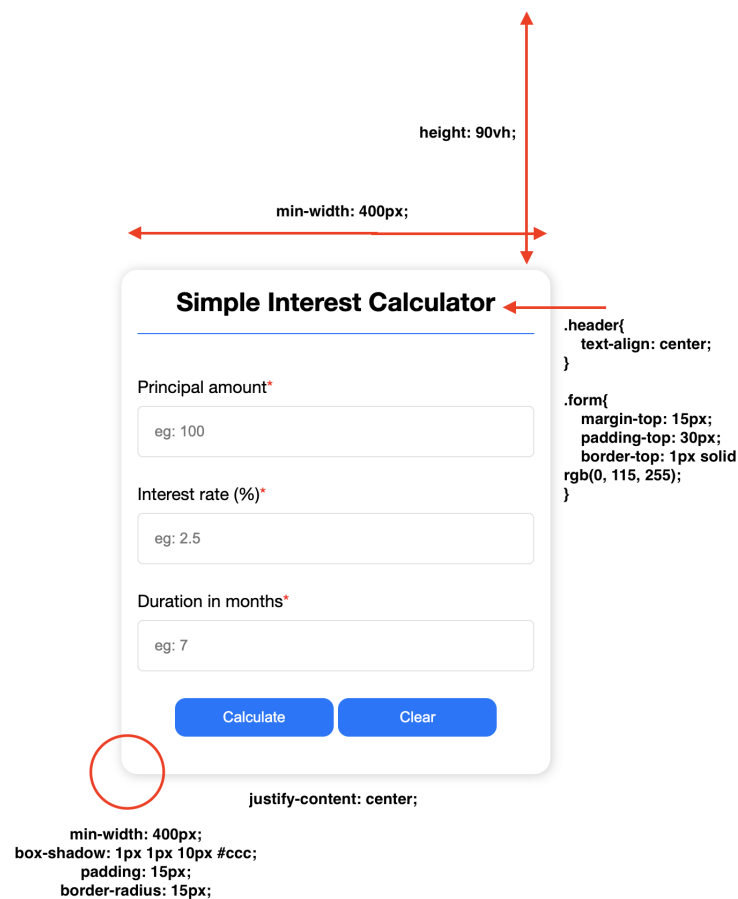 height: 90vh;
min-width: 400px;
Simple Interest Calculator
.header{
text-align: center;
}
.form{
margin-top: 15px;
padding-top: 30px;
border-top: 1px solid
rgb(0, 115, 255);
}
Principal amount*
eg: 100
Interest rate (%)*
eg: 2.5
Duration in months*
eg: 7
Calculate
Clear
justify-content: center;
min-width: 400px;
box-shadow: 1px 1px 10px #ccc;
padding: 15px;
border-radius: 15px;